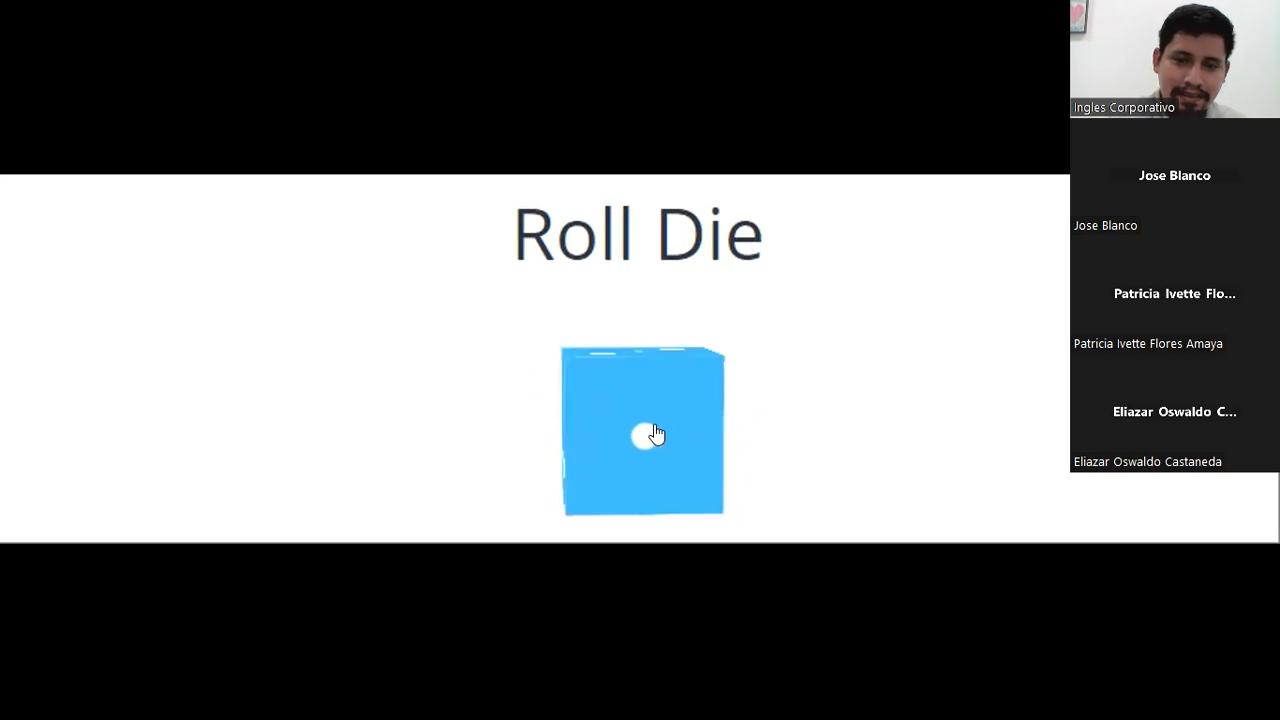 Roll Die
Ingles Corporativo
Jose Blanco
Jose Blanco
Patricia Ivette Flo...
Patricia Ivette Flores Amaya
Eliazar Oswaldo C...
Eliazar Oswaldo Castaneda